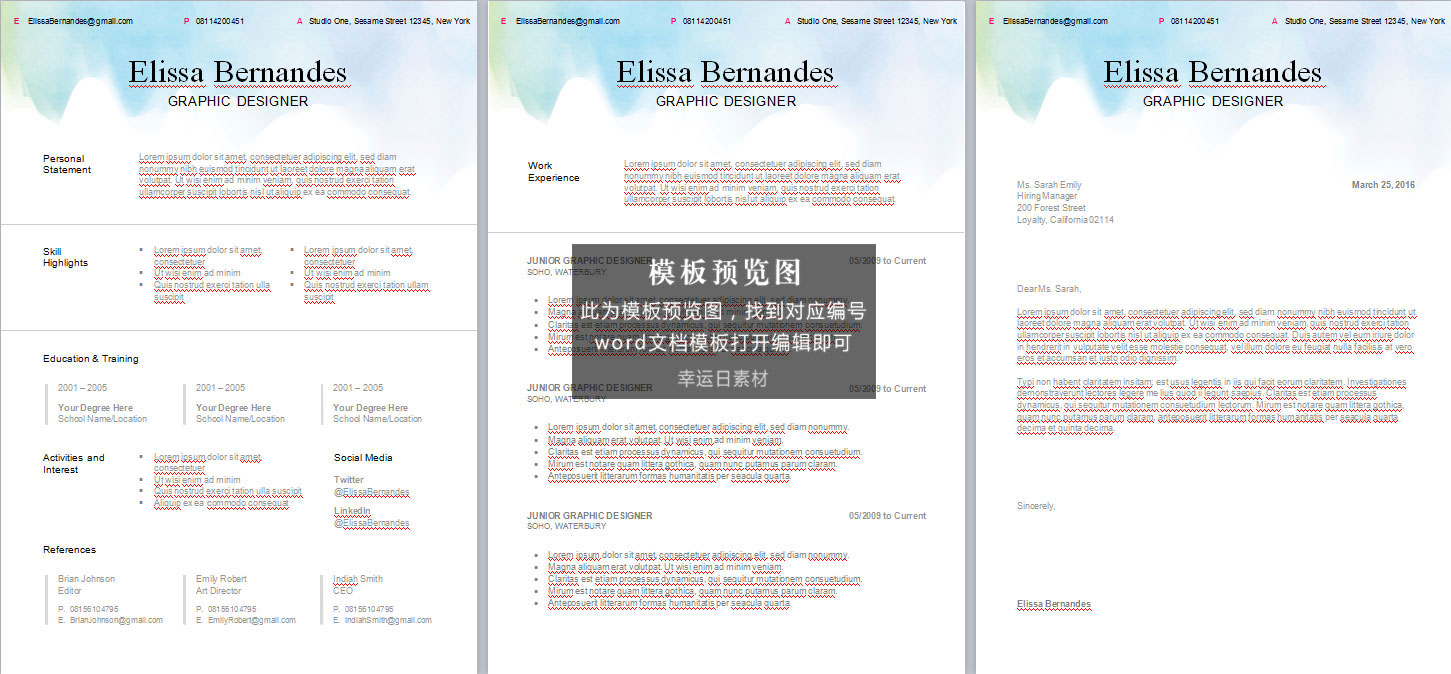 E ElissaBernandes@gmail.com P 08114200451 A Studio One, Sesame Street 12345, New York
Elissa Bernandes
GRAPHIC DESIGNER
Personal
Statement
Lorem ipsum dolor sit amet, consectetuer adipiscing elit, sed diam
nonummy nibh euismod tincidunt ut laoreet dolore magna aliquam erat
volutpat. Ut wisi enim ad minim veniam, quis nostrud exerci tation
ullamcorper suscipit lobortis nisl ut aliquip ex ea commodo consequat.
Skill
Highlights
▪ Lorem ipsum dolor sit amet,
consectetuer
▪ Ut wisi enim ad minim
▪ Quis nostrud exerci tation ulla
suscipit
▪ Lorem ipsum dolor sit amet,
consectetuer
▪ Ut wisi enim ad minim
▪ Quis nostrud exerci tation ullam
suscipit
Education & Training
2001 – 2005
Your Degree Here
School Name/Location
2001 – 2005
Your Degree Here
School Name/Location
2001 – 2005
Your Degree Here
School Name/Location
Activities and
Interest
▪ Lorem ipsum dolor sit amet,
consectetuer
▪ Ut wisi enim ad minim
▪ Quis nostrud exerci tation ulla suscipit
▪ Aliquip ex ea commodo consequat
Social Media
Twitter
@ElissaBernandes
LinkedIn
@ElissaBernandes
References
Brian Johnson
Editor
P. 08156104795
E. BrianJohnson@gmail.com
Emily Robert
Art Director
P. 08156104795
E. EmilyRobert@gmail.com
Indiah Smith
CEO
P. 08156104795
E. IndiahSmith@gmail.com
E ElissaBernandes@gmail.com P 08114200451 A Studio One, Sesame Street 12345, New York
Elissa Bernandes
GRAPHIC DESIGNER
Work
Experience
Lorem ipsum dolor sit amet, consectetuer adipiscing elit, sed diam
nonummy nibh euismod tincidunt ut laoreet dolore magna aliquam erat
volutpat. Ut wisi enim ad minim veniam, quis nostrud exerci tation
ullamcorper suscipit lobortis nisl ut aliquip ex ea commodo consequat.
JUNIOR GRAPHIC DESIGNER 05/2009 to Current
SOHO, WATERBURY
模板预览图
此为模板预览图，找到对应编号
word文档模板打开编辑即可
幸运日素材
JUNIOR GRAPHIC DESIGNER 05/2009 to Current
SOHO, WATERBURY
• Lorem ipsum dolor sit amet, consectetuer adipiscing elit, sed diam nonummy.
• Magna aliquam erat volutpat. Ut wisi enim ad minim veniam.
• Claritas est etiam processus dynamicus, qui sequitur mutationem consuetudium.
• Mirum est notare quam littera gothica, quam nunc putamus parum claram.
• Anteposuerit litterarum formas humanitatis per seacula quarta.
JUNIOR GRAPHIC DESIGNER 05/2009 to Current
SOHO, WATERBURY
• Lorem ipsum dolor sit amet, consectetuer adipiscing elit, sed diam nonummy.
• Magna aliquam erat volutpat. Ut wisi enim ad minim veniam.
• Claritas est etiam processus dynamicus, qui sequitur mutationem consuetudium.
• Mirum est notare quam littera gothica, quam nunc putamus parum claram.
• Anteposuerit litterarum formas humanitatis per seacula quarta.
E ElissaBernandes@gmail.com P 08114200451 A Studio One, Sesame Street 12345, New York
Elissa Bernandes
GRAPHIC DESIGNER
Ms. Sarah Emily March 25, 2016
Hiring Manager
200 Forest Street
Loyalty, California 02114
Dear Ms. Sarah,
Lorem ipsum dolor sit amet, consectetuer adipiscing elit, sed diam nonummy nibh euismod tincidunt ut
laoreet dolore magna aliquam erat volutpat. Ut wisi enim ad minim veniam, quis nostrud exerci tation
ullamcorper suscipit lobortis nisl ut aliquip ex ea commodo consequat. Duis autem vel eum iriure dolor
in hendrerit in vulputate velit esse molestie consequat, vel illum dolore eu feugiat nulla facilisis at vero
eros et accumsan et iusto odio dignissim.
Typi non habent claritatem insitam; est usus legentis in iis qui facit eorum claritatem. Investigationes
demonstraverunt lectores legere me lius quod ii legunt saepius. Claritas est etiam processus
dynamicus, qui sequitur mutationem consuetudium lectorum. Mirum est notare quam littera gothica,
quam nunc putamus parum claram, anteposuerit litterarum formas humanitatis per seacula quarta
decima et quinta decima.
Sincerely,
Elissa Bernandes